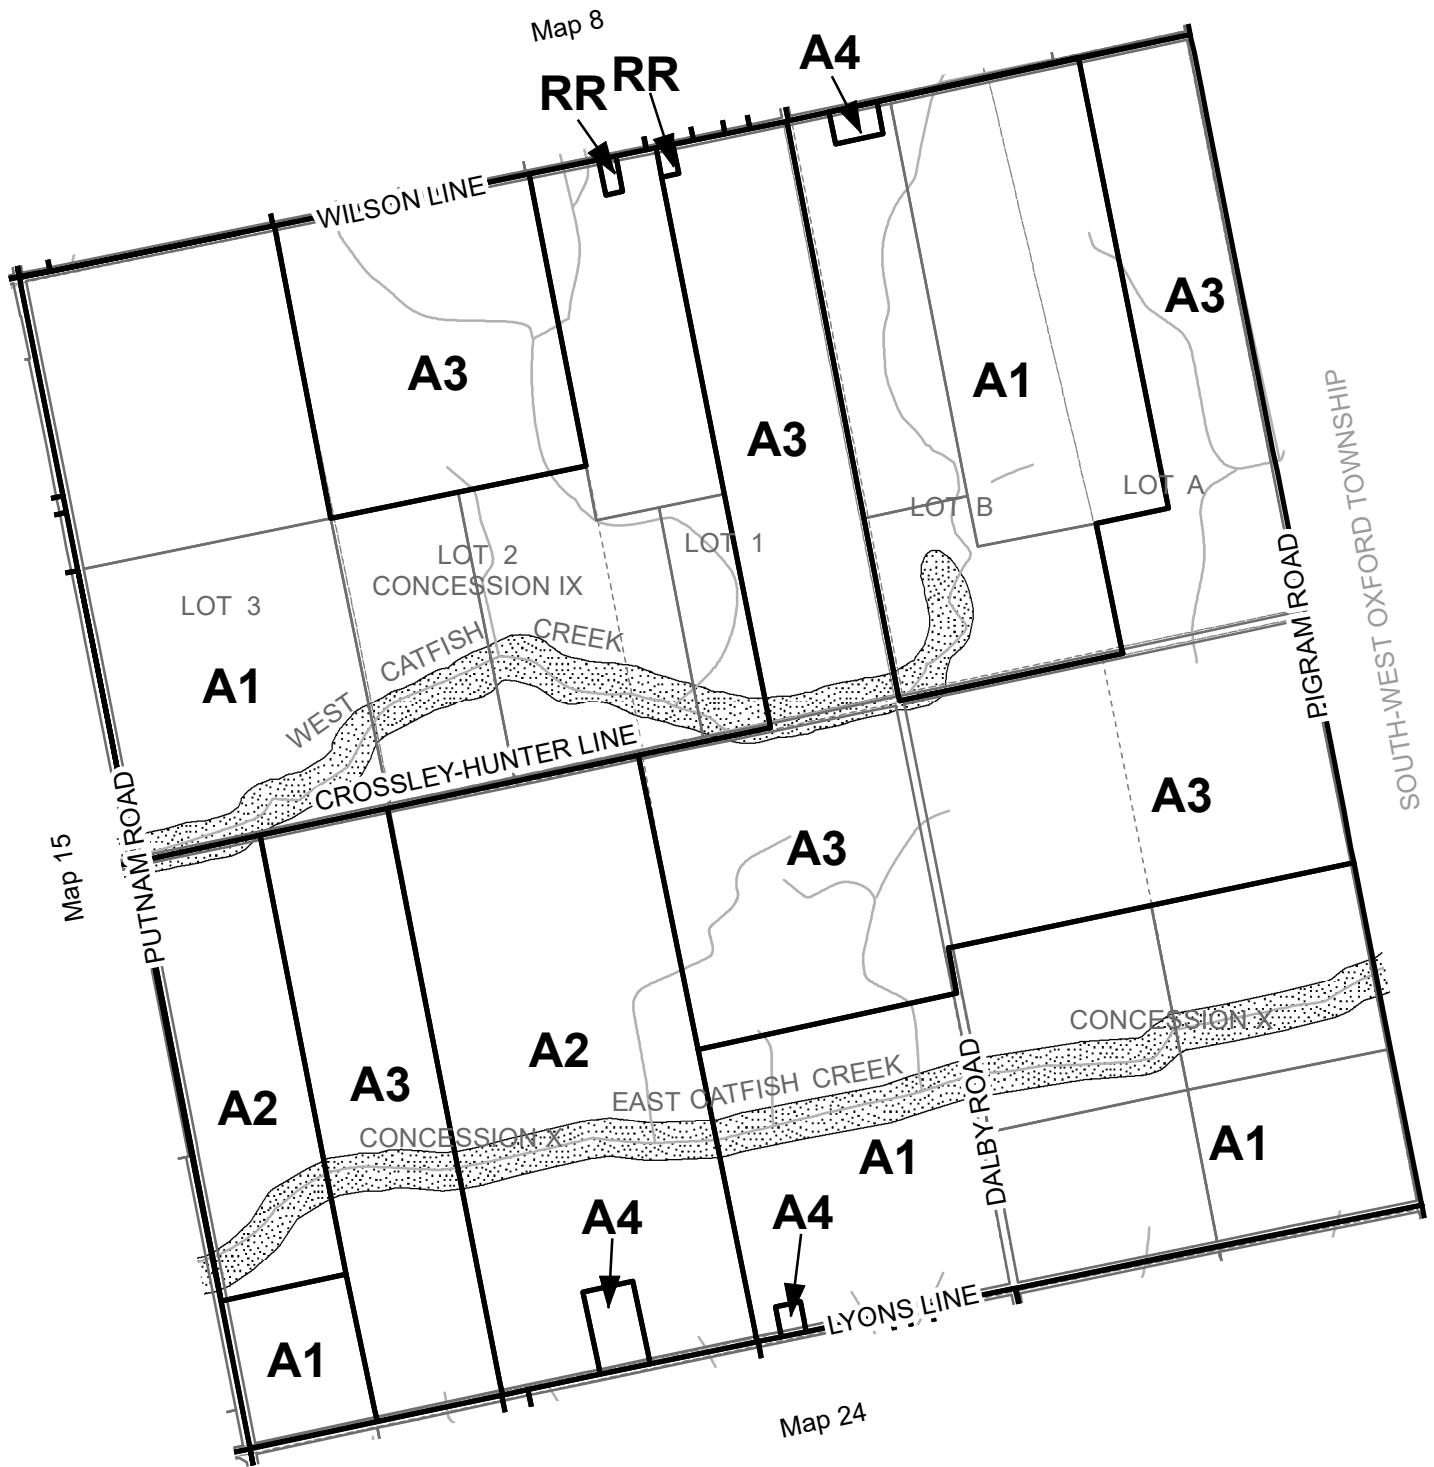 Map 8
A4
RR
RR
WILSON LINE
A3
A3
A1
A3
LOT A
LOT B
LOT 1
LOT 2
CONCESSION IX
LOT 3
SOUTH-WEST OXFORD TOWNSHIP
PIGRAM ROAD
WEST CATFISH CREEK
A1
CROSSLEY-HUNTER LINE
PUTNAM ROAD
Map 15
A3
A3
CONCESSION X
A2
A3
A2
EAST CATFISH CREEK
CONCESSION X
DALBY ROAD
A1
A1
A4
A4
LYONS LINE
A1
Map 24